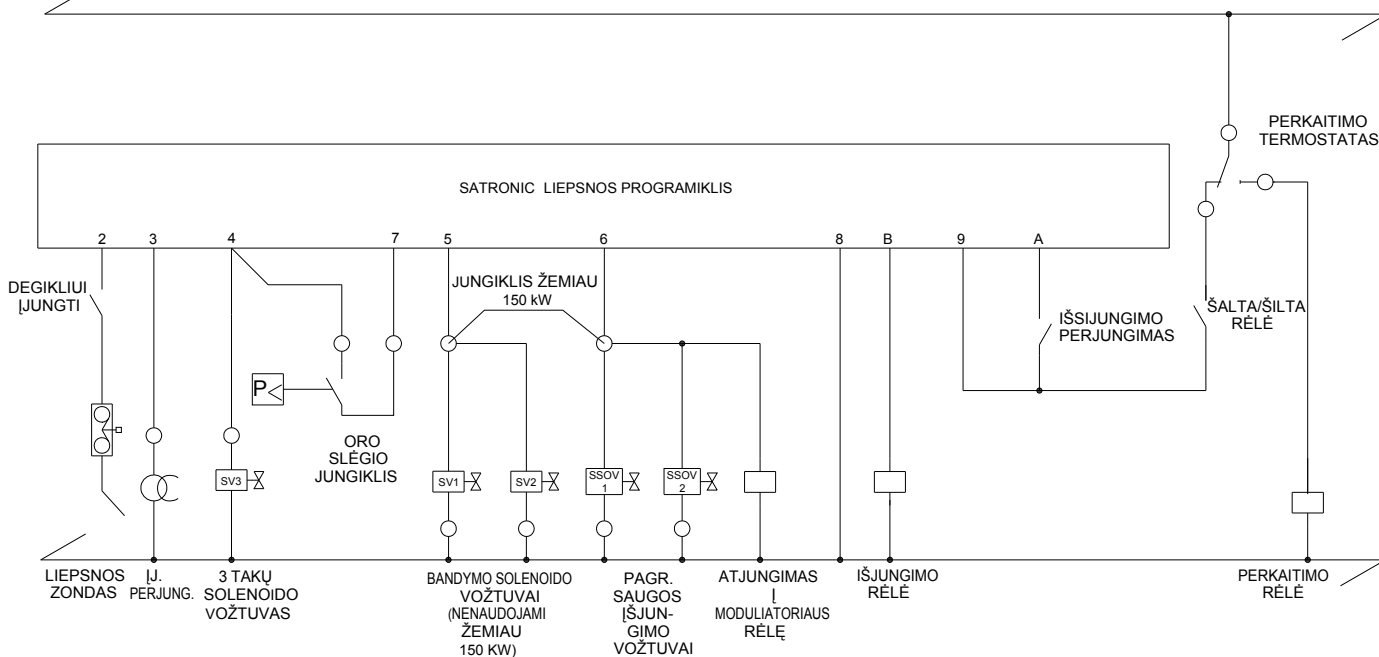 PERKAITIMO
TERMOSTATAS
SATRONIC LIEPSNOS PROGRAMIKLIS
2 3 4 7 5 6 8 B 9 A
DEGIKLIUI
ĮJUNGTI
JUNGIKLIS ŽEMIAU
150 kW
IŠSIJUNGIMO
PERJUNGIMAS
ŠALTA/ŠILTA
RĖLĖ
P<
ORO
SLĖGIO
JUNGIKLIS
SV3
SV1
SV2
SSOV
1
SSOV
2
LIEPSNOS
ZONDAS
ĮJ.
PERJUNG.
3 TAKŲ
SOLENOIDO
VOŽTUVAS
BANDYMO SOLENOIDO
VOŽTUVAI
(NENAUDOJAMI
ŽEMIAU
150 KW)
PAGR.
SAUGOS
ĮŠJUN-
GIMO
VOŽTUVAI
ATJUNGIMAS
Į
MODULIATORIAUS
RĖLĘ
IŠJUNGIMO
RĖLĖ
PERKAITIMO
RĖLĖ